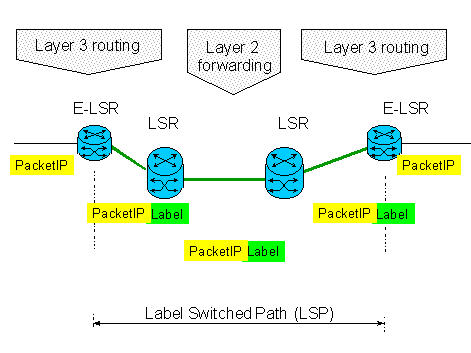 Layer 3 routing
Layer 2
forwarding
Layer 3 routing
E-LSR
LSR
LSR
E-LSR
PacketIP
PacketIP
PacketIP Label
PacketIP Label
PacketIP Label
Label Switched Path (LSP)